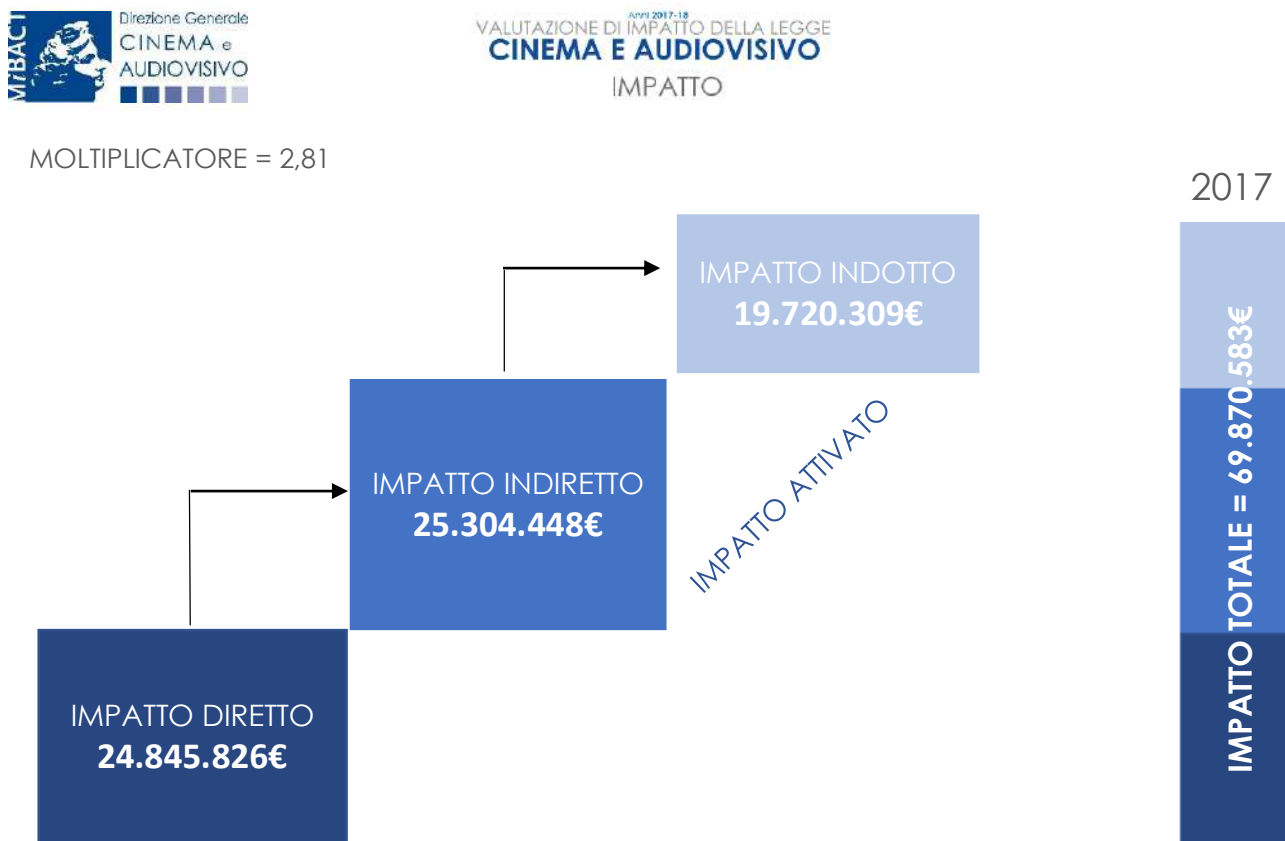 MiBACT
Direzione Generale
CINEMA e
AUDIOVISIVO
Anni 2017-18
VALUTAZIONE DI IMPATTO DELLA LEGGE
CINEMA E AUDIOVISIVO
IMPATTO
MOLTIPLICATORE = 2,81
2017
IMPATTO INDOTTO
19.720.309€
IMPATTO INDIRETTO
25.304.448€
IMPATTO ATTIVATO
IMPATTO DIRETTO
24.845.826€
IMPATTO TOTALE = 69.870.583€